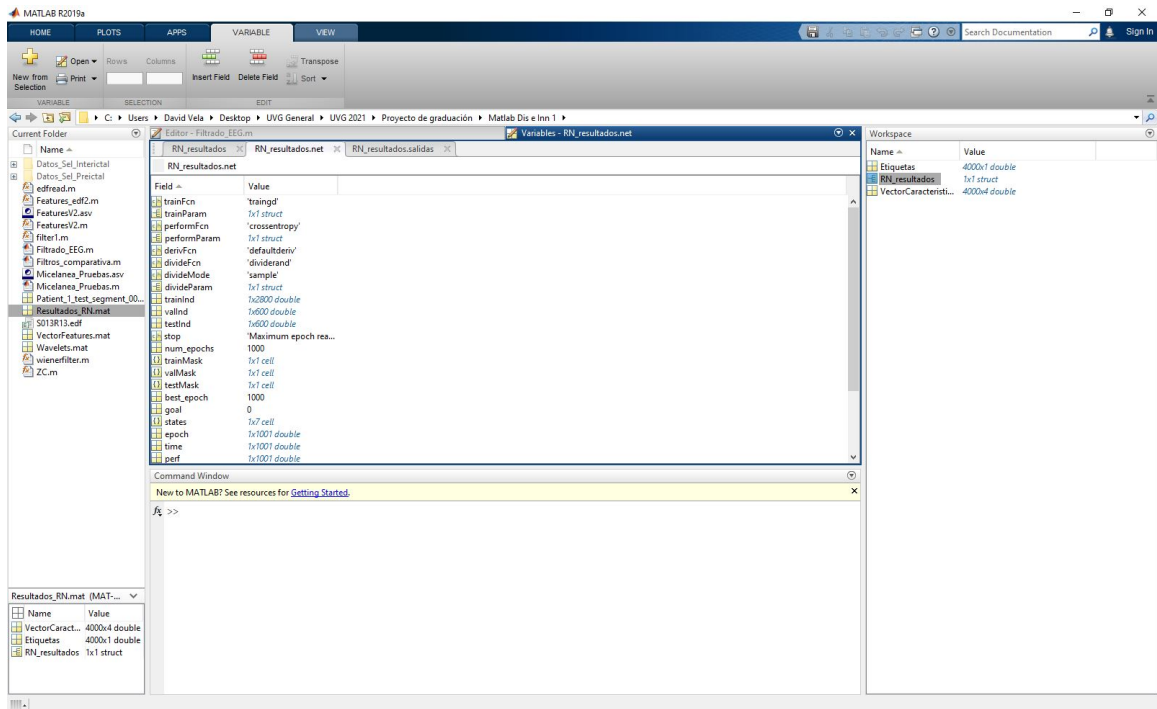 MATLAB R2019a
HOME PLOTS APPS VARIABLE VIEW
Search Documentation
Sign In
New from Selection
Open
Print
Rows Columns
Insert Field
Delete Field
Transpose
Sort
VARIABLE SELECTION EDIT
C: Users David Vela Desktop UVG General UVG 2021 Proyecto de graduación Matlab Dis e Inn 1
Current Folder
Name
Datos_Sel_Interictal
Datos_Sel_Preictal
edfread.m
Features_edf2.m
FeaturesV2.asv
FeaturesV2.m
filter1.m
Filtrado_EEG.m
Filtros_comparativa.m
Micelanea_Pruebas.asv
Micelanea_Pruebas.m
Patient_1_test_segment_00...
Resultados_RN.mat
S013R13.edf
VectorFeatures.mat
Wavelets.mat
wienerfilter.m
ZC.m
Resultados_RN.mat (MAT-...
Name Value
VectorCaract... 4000x4 double
Etiquetas 4000x1 double
RN_resultados 1x1 struct
Editor - Filtrado_EEG.m
Variables - RN_resultados.net
RN_resultados RN_resultados.net RN_resultados.salidas
RN_resultados.net
Field Value
trainFcn 'traingd'
trainParam 1x1 struct
performFcn 'crossentropy'
performParam 1x1 struct
derivFcn 'defaultderiv'
divideFcn 'dividerand'
divideMode 'sample'
divideParam 1x1 struct
trainInd 1x2800 double
valInd 1x600 double
testInd 1x600 double
stop 'Maximum epoch rea...
num_epochs 1000
trainMask 1x1 cell
valMask 1x1 cell
testMask 1x1 cell
best_epoch 1000
goal 0
states 1x7 cell
epoch 1x1001 double
time 1x1001 double
perf 1x1001 double
Command Window
New to MATLAB? See resources for Getting Started.
fx >>
Workspace
Name Value
Etiquetas 4000x1 double
RN_resultados 1x1 struct
VectorCaracteristi... 4000x4 double